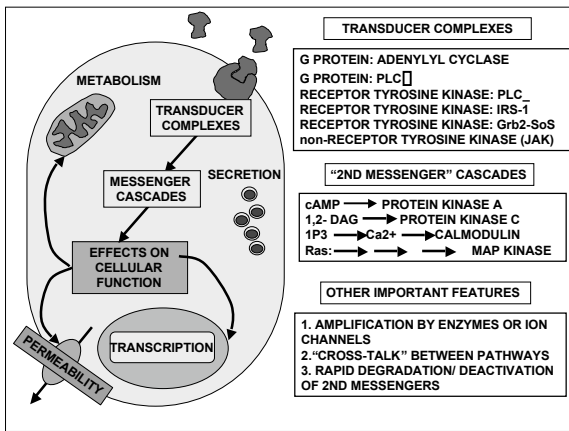 METABOLISM
TRANSDUCER
COMPLEXES
MESSENGER
CASCADES
SECRETION
EFFECTS ON
CELLULAR
FUNCTION
PERMEABILITY
TRANSCRIPTION
TRANSDUCER COMPLEXES
G PROTEIN: ADENYLYL CYCLASE
G PROTEIN: PLC
RECEPTOR TYROSINE KINASE: PLC_
RECEPTOR TYROSINE KINASE: IRS-1
RECEPTOR TYROSINE KINASE: Grb2-SoS
non-RECEPTOR TYROSINE KINASE (JAK)
“2ND MESSENGER” CASCADES
cAMP PROTEIN KINASE A
1,2- DAG PROTEIN KINASE C
1P3 Ca2+ CALMODULIN
Ras: MAP KINASE
OTHER IMPORTANT FEATURES
1. AMPLIFICATION BY ENZYMES OR ION
CHANNELS
2.“CROSS-TALK” BETWEEN PATHWAYS
3. RAPID DEGRADATION/ DEACTIVATION
OF 2ND MESSENGERS